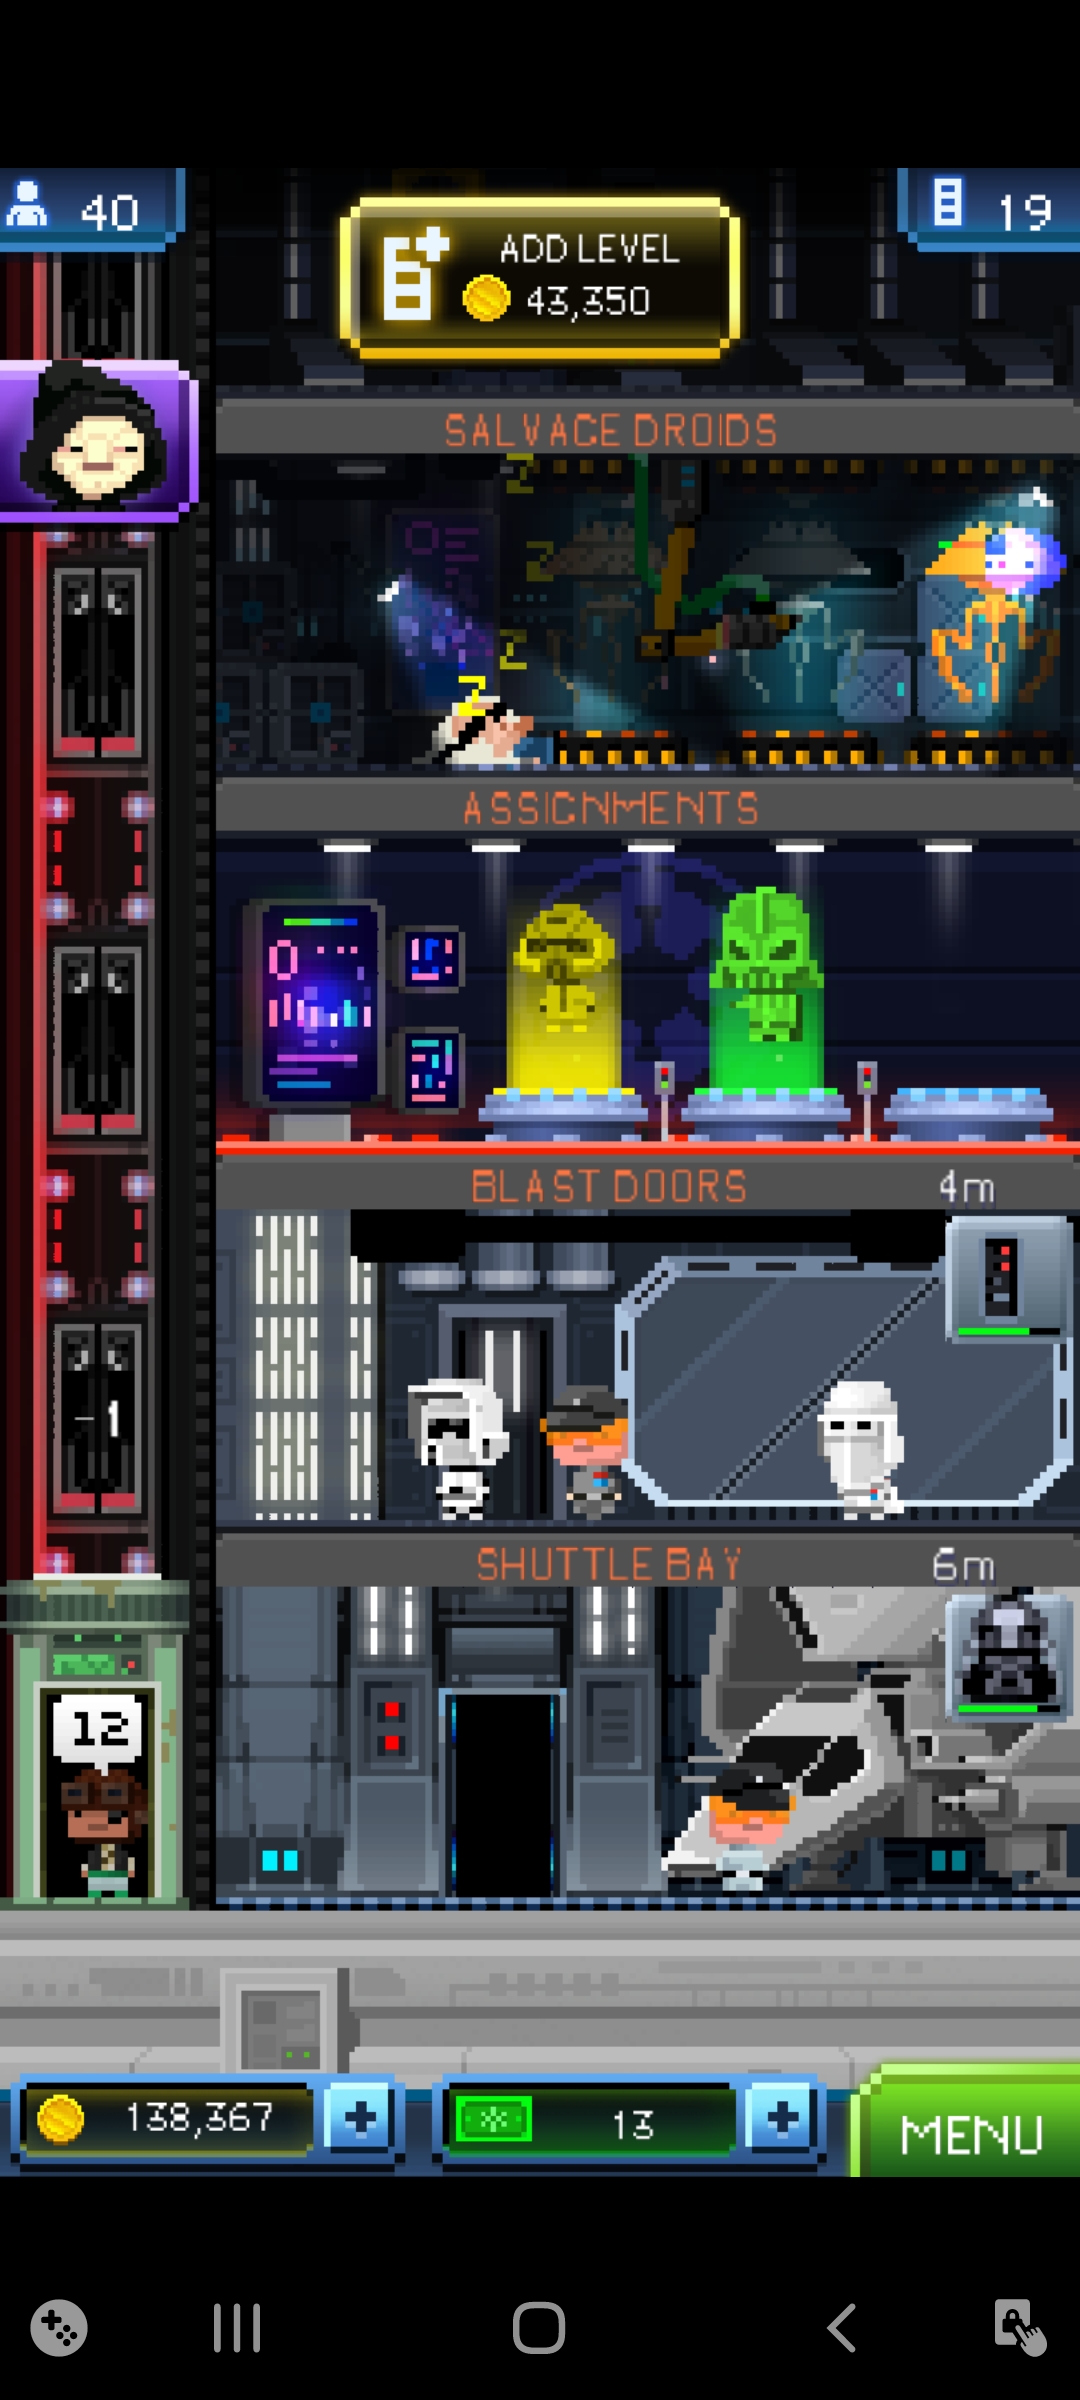 40
ADD LEVEL
43,350
19
SALVAGE DROIDS
Z
Z
Z
Z
ASSIGNMENTS
BLAST DOORS
4m
-1
SHUTTLE BAY
6m
12
138,367
13
MENU